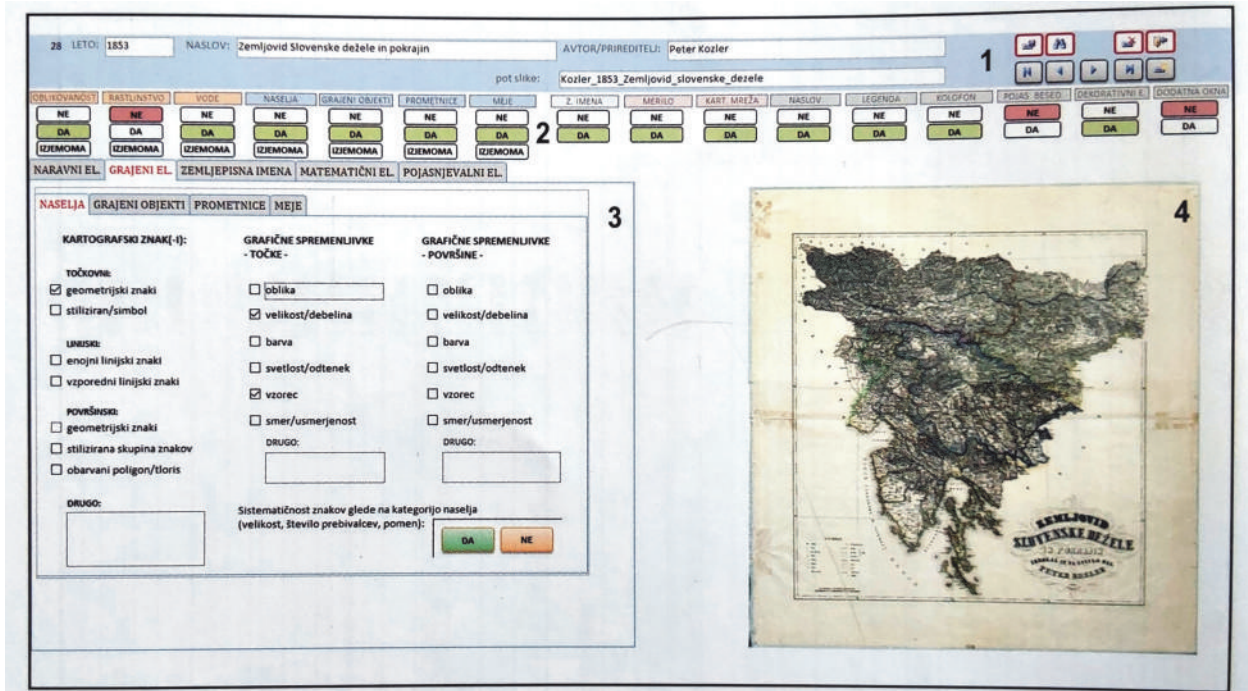 28 LETO: 1853 NASLOV: Zemljovid Slovenske dežele in pokrajin AVTOR/PRIREDITELJ: Peter Kozler 1
pot slike: Kozler_1853_Zemljovid_slovenske_dezele
OBLIKOVANOST RASTLINSTVO VODE NASELJA GRAJENI OBJEKTI PROMETNICE MEJE Z. IMENA MERILO KART. MREŽA NASLOV LEGENDA KOLOFON POJAS. BESED. DEKORATIVNI E. DODATNA OKNA
NE NE NE NE NE NE NE NE NE NE NE NE NE NE NE NE
DA DA DA DA DA DA DA 2 DA DA DA DA DA DA DA DA DA
IZJEMOMA IZJEMOMA IZJEMOMA IZJEMOMA IZJEMOMA IZJEMOMA IZJEMOMA
NARAVNI EL. GRAJENI EL. ZEMLJEPISNA IMENA MATEMATIČNI EL. POJASNJEVALNI EL.
NASELJA GRAJENI OBJEKTI PROMETNICE MEJE 3
KARTOGRAFSKI ZNAK(-I):
TOČKOVNI:
geometrijski znaki
stiliziran/simbol
LINIJSKI:
enojni linijski znaki
vzporedni linijski znaki
POVRŠINSKI:
geometrijski znaki
stilizirana skupina znakov
obarvani poligon/tloris
DRUGO:
GRAFIČNE SPREMENLJIVKE
- TOČKE -
oblika
velikost/debelina
barva
svetlost/odtenek
vzorec
smer/usmerjenost
DRUGO:
GRAFIČNE SPREMENLJIVKE
- POVRŠINE -
oblika
velikost/debelina
barva
svetlost/odtenek
vzorec
smer/usmerjenost
DRUGO:
Sistematičnost znakov glede na kategorijo naselja
(velikost, število prebivalcev, pomen):
DA NE
4
ZEMLJOVID
SLOVENSKE DEŽELE
IN POKRAJIN
PETER KOSLER